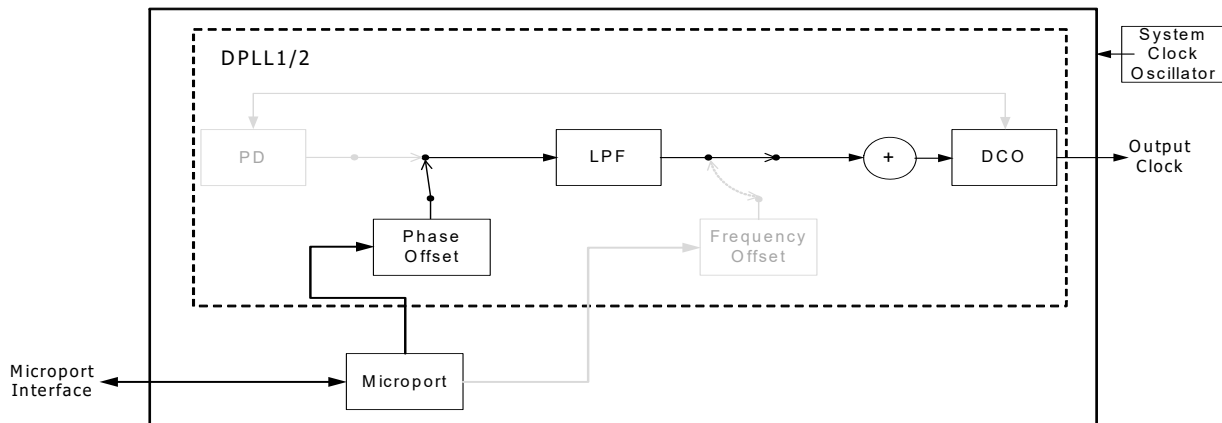 System
Clock
Oscillator
DPLL1/2
PD
LPF
+
DCO
Output
Clock
Phase
Offset
Frequency
Offset
Microport
Interface
Microport